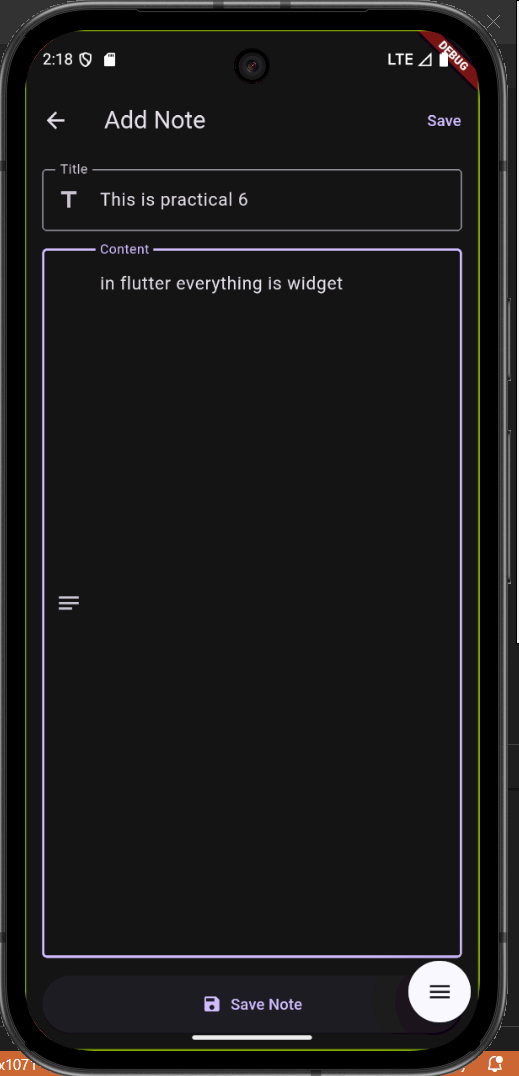 2:18
LTE
DEBUG
Add Note
Save
Title
This is practical 6
Content
in flutter everything is widget
Save Note
x1071